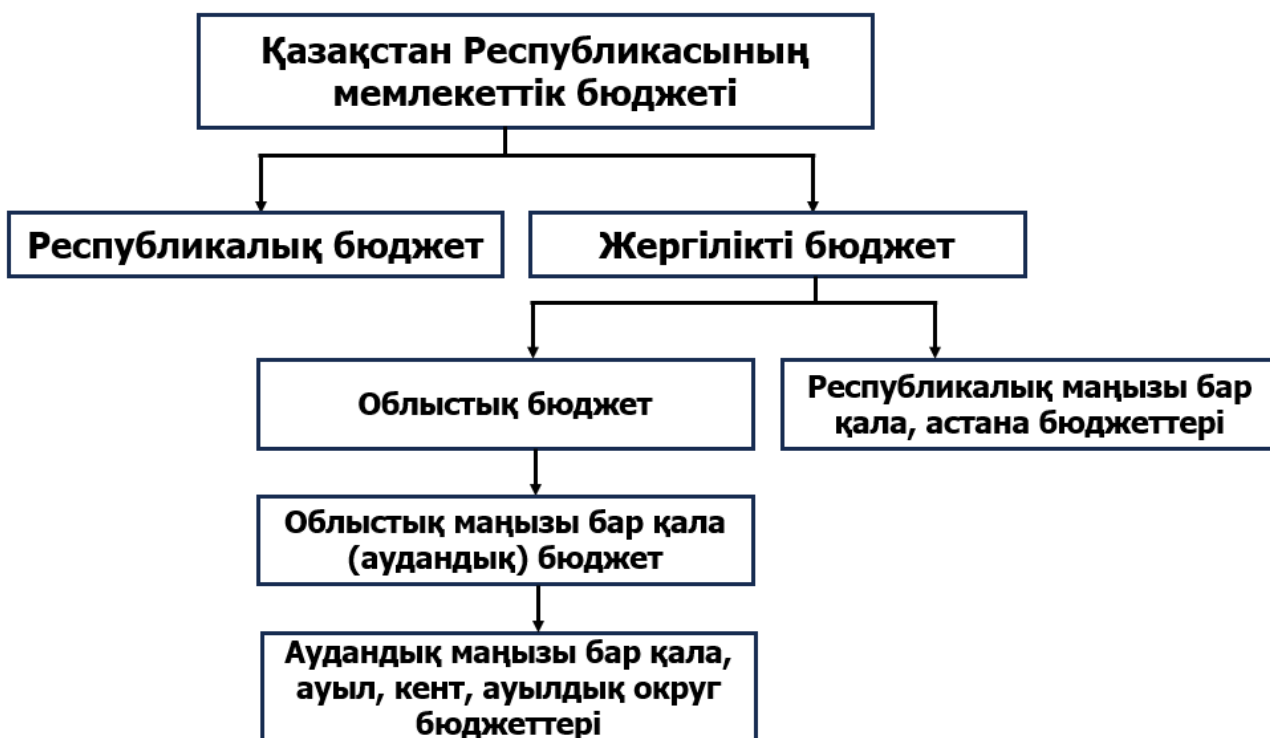 Қазақстан Республикасының
мемлекеттік бюджеті
Республикалық бюджет
Жергілікті бюджет
Облыстық бюджет
Республикалық маңызы бар
қала, астана бюджеттері
Облыстық маңызы бар қала
(аудандық) бюджет
Аудандық маңызы бар қала,
ауыл, кент, ауылдық округ
бюджеттері